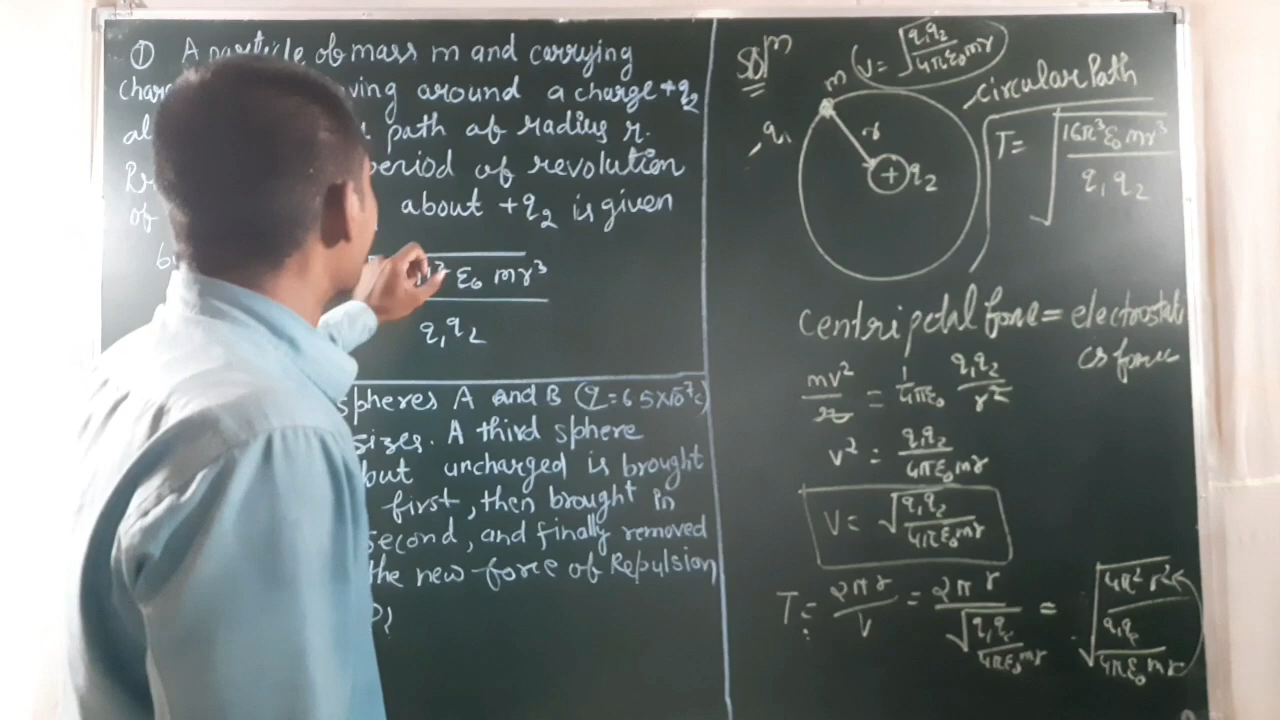 ① A particle of mass m and carrying
ving around a charge +q₂
path of radius r.
period of revolution
of about +q₂ is given
ε₀ mr³
q₁q₂
spheres A and B (q = 6.5×10⁻⁷c)
sizes. A third sphere
but uncharged is brought
first, then brought in
second, and finally removed
the new force of Repulsion
?
Solⁿ
m
V = √(q₁q₂/4πε₀mr)
circular Path
-q₁
r
+ q₂
T = √(16π³ε₀mr³/q₁q₂)
Centripetal force = electrostati
cs force
mv²/r = 1/4πε₀ q₁q₂/r²
v² = q₁q₂/4πε₀mr
V = √(q₁q₂/4πε₀mr)
T = 2πr/V = 2πr/√(q₁q₂/4πε₀mr) = √(4π²r²/(q₁q₂/4πε₀mr))